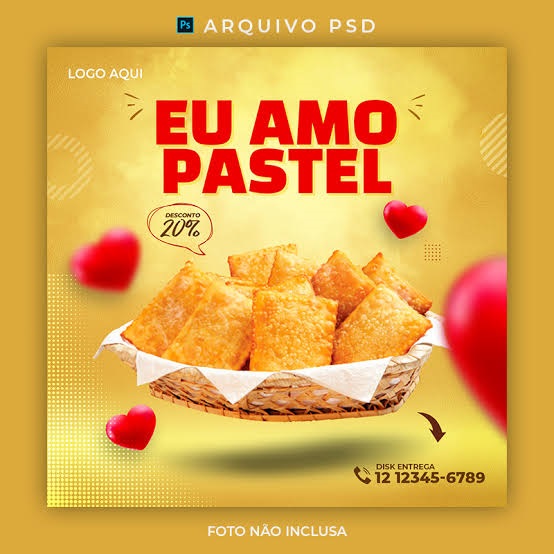 Ps ARQUIVO PSD
LOGO AQUI
EU AMO
PASTEL
DESCONTO
20%
DISK ENTREGA
12 12345-6789
FOTO NÃO INCLUSA